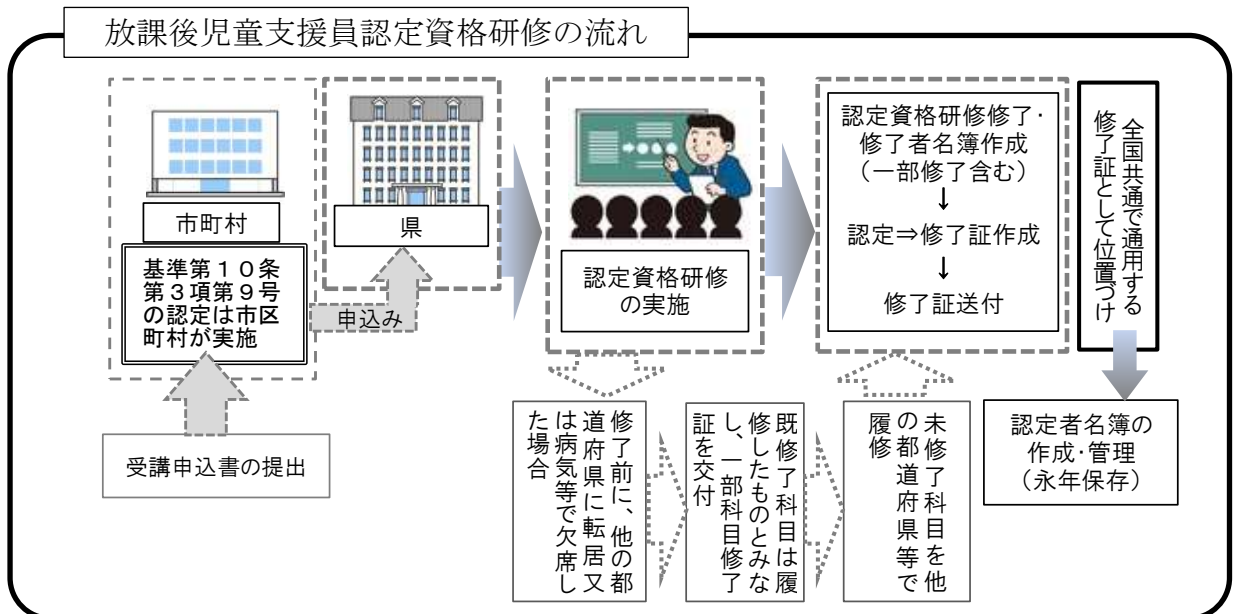 放課後児童支援員認定資格研修の流れ
市町村
基準第１０条
第３項第９号
の認定は市区
町村が実施
受講申込書の提出
県
申込み
認定資格研修
の実施
認定資格研修修了・
修了者名簿作成
（一部修了含む）
↓
認定⇒修了証作成
↓
修了証送付
全国共通で通用する
修了証として位置づけ
認定者名簿の
作成・管理
（永年保存）
修了前に、他の都
道府県に転居又
は病気等で欠席し
た場合
既修了科目は履
修したものとみな
し、一部科目修了
証を交付
未修了科目を他
の都道府県等で
履修